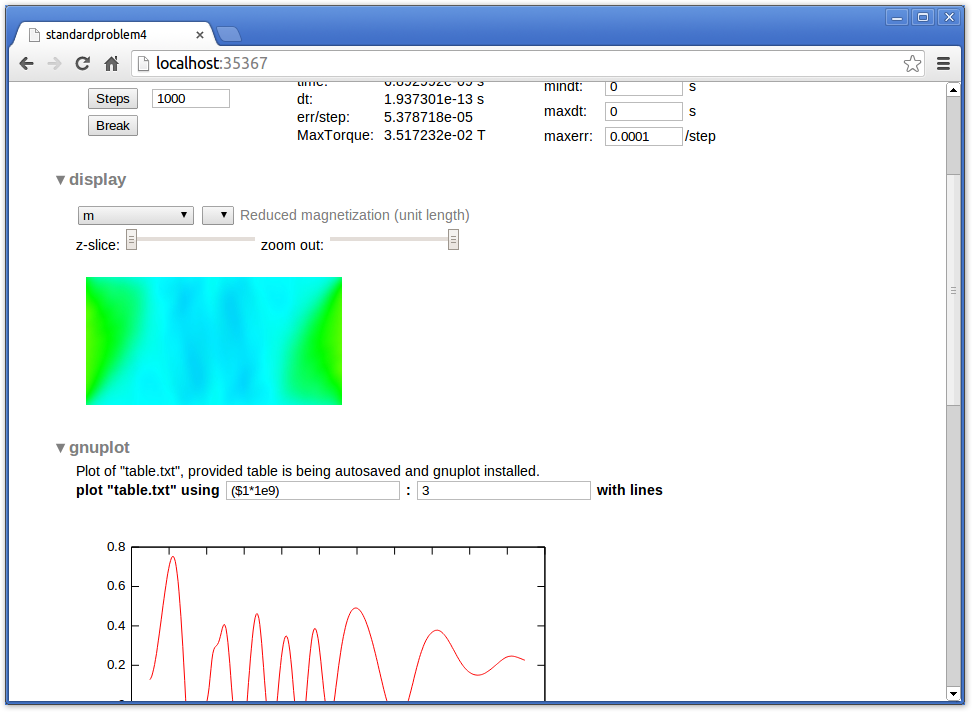 standardproblem4
localhost:35367
Steps 1000
Break
time: 6.892992e-09 s
dt: 1.937301e-13 s
err/step: 5.378718e-05
MaxTorque: 3.517232e-02 T
mindt: 0 s
maxdt: 0 s
maxerr: 0.0001 /step
▾ display
m Reduced magnetization (unit length)
z-slice: zoom out:
▾ gnuplot
Plot of "table.txt", provided table is being autosaved and gnuplot installed.
plot "table.txt" using ($1*1e9) : 3 with lines
0.8
0.6
0.4
0.2